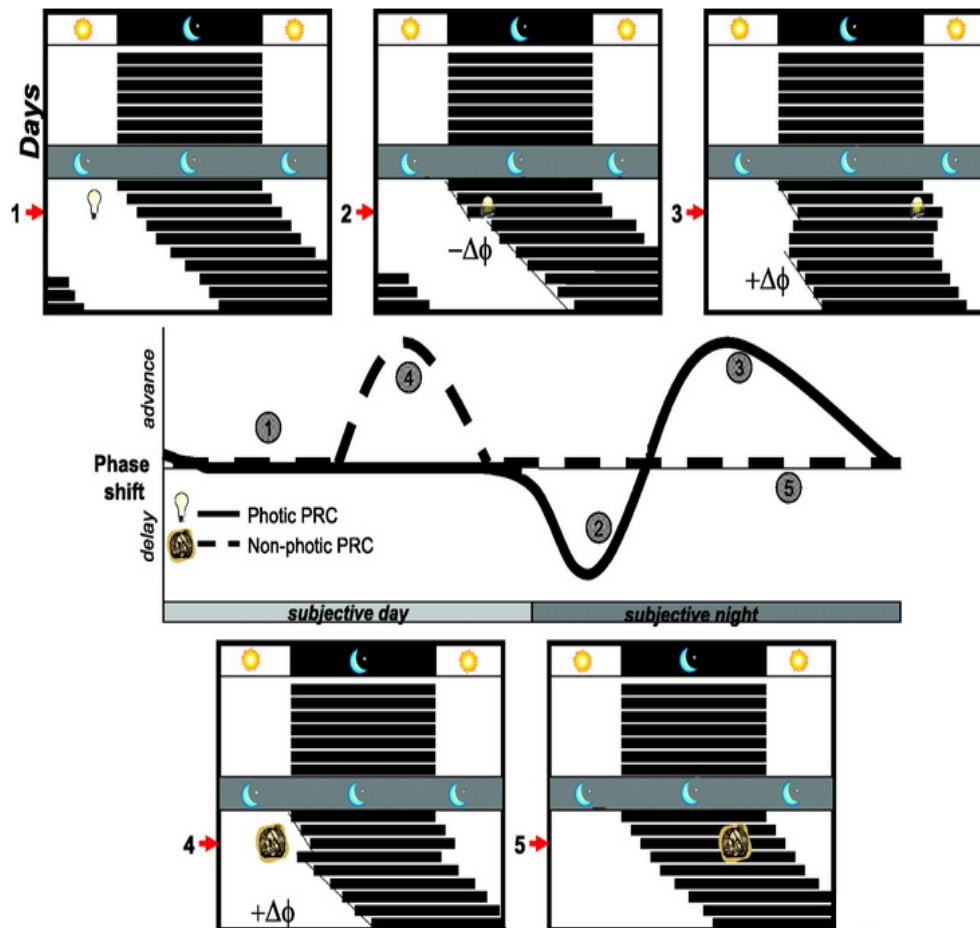 Days
1
2
−Δϕ
3
+Δϕ
advance
Phase
shift
delay
1
4
3
2
5
Photic PRC
Non-photic PRC
subjective day
subjective night
4
+Δϕ
5